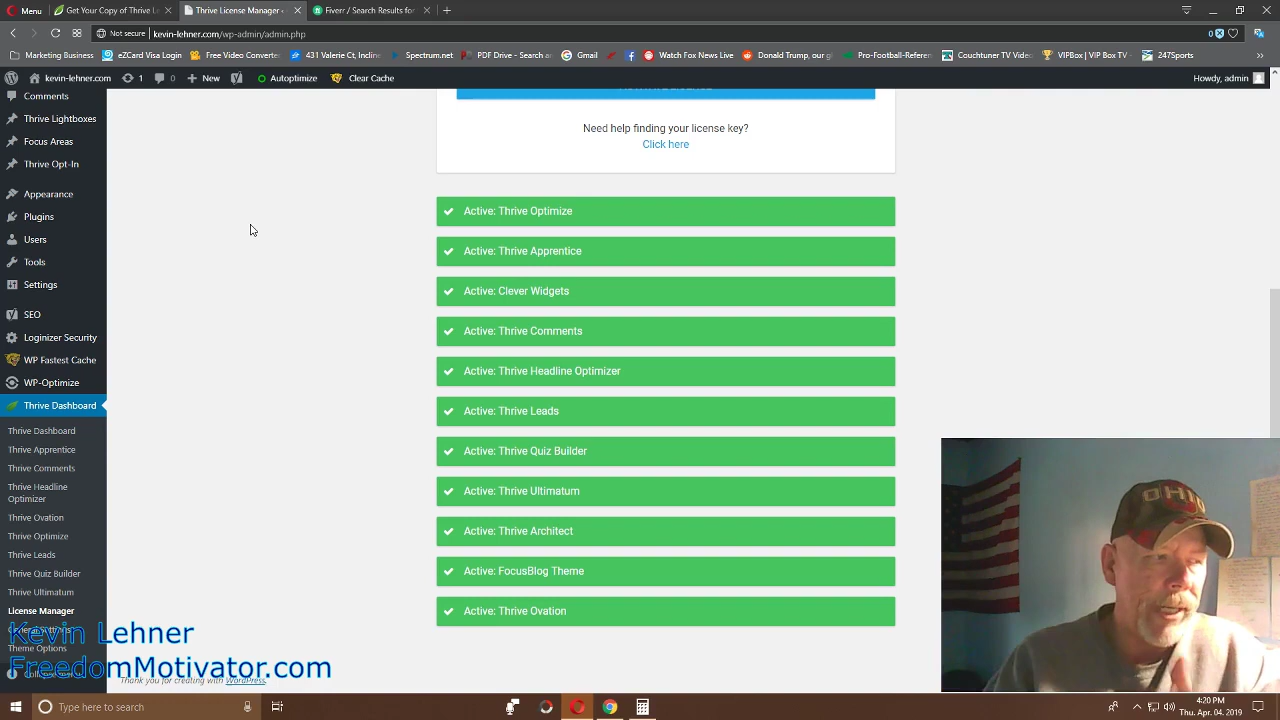 Menu
Get Your Copy of Thrive L
Thrive License Manager
Fiverr / Search Results for
Not secure
kevin-lehner.com/wp-admin/admin.php
0
Marketing Business
EZCal Invoice
Free Video Converter
431 Valera Ct, Incline
Spectrum.net
PDF Drive - Search an
Gmail
Watch Fox News Live
Donald Trump, our g
Pro-Football-Referen
Couchtuner TV Video
VIPBox | Box TV -
247Sports
kevin-lehner.com
1
0
+ New
Autoptimize
Clear Cache
Howdy, admin
Comments
Thrive Lightboxes
Focus Areas
Thrive Opt-In
Appearance
Plugins
Users
Tools
Settings
SEO
Loginizer Security
WP Fastest Cache
WP-Optimize
Thrive Dashboard
Thrive Dashboard
Thrive Apprentice
Thrive Comments
Thrive Headline
Optimizer
Thrive Ovation
Thrive Optimize
Thrive Leads
Thrive Quiz Builder
Thrive Ultimatum
License Manager
Theme Options
Need help finding your license key?
Click here
Active: Thrive Optimize
Active: Thrive Apprentice
Active: Clever Widgets
Active: Thrive Comments
Active: Thrive Headline Optimizer
Active: Thrive Leads
Active: Thrive Quiz Builder
Active: Thrive Ultimatum
Active: Thrive Architect
Active: FocusBlog Theme
Active: Thrive Ovation
OHIO
Kevin Lehner
FreedomMotivator.com
Thank you for creating with WordPress.
Type here to search
4:20 PM
Thu. Apr. 04, 2019